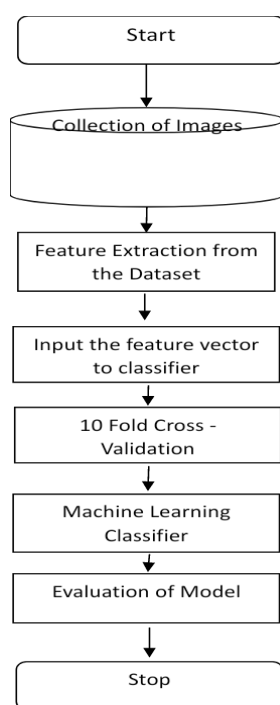 Start
Collection of Images
Feature Extraction from
the Dataset
Input the feature vector
to classifier
10 Fold Cross -
Validation
Machine Learning
Classifier
Evaluation of Model
Stop